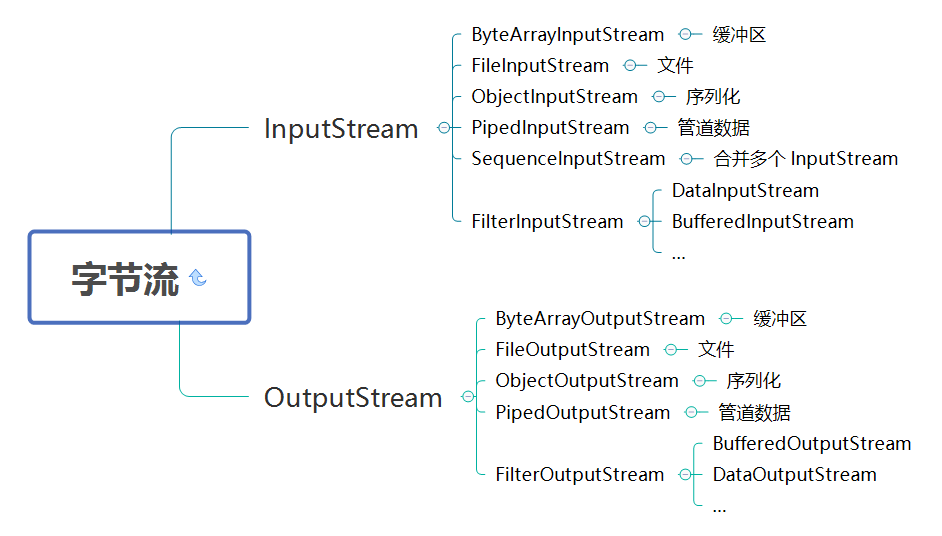 字节流
InputStream
ByteArrayInputStream 缓冲区
FileInputStream 文件
ObjectInputStream 序列化
PipedInputStream 管道数据
SequenceInputStream 合并多个 InputStream
FilterInputStream
DataInputStream
BufferedInputStream
...
OutputStream
ByteArrayOutputStream 缓冲区
FileOutputStream 文件
ObjectOutputStream 序列化
PipedOutputStream 管道数据
FilterOutputStream
BufferedOutputStream
DataOutputStream
...